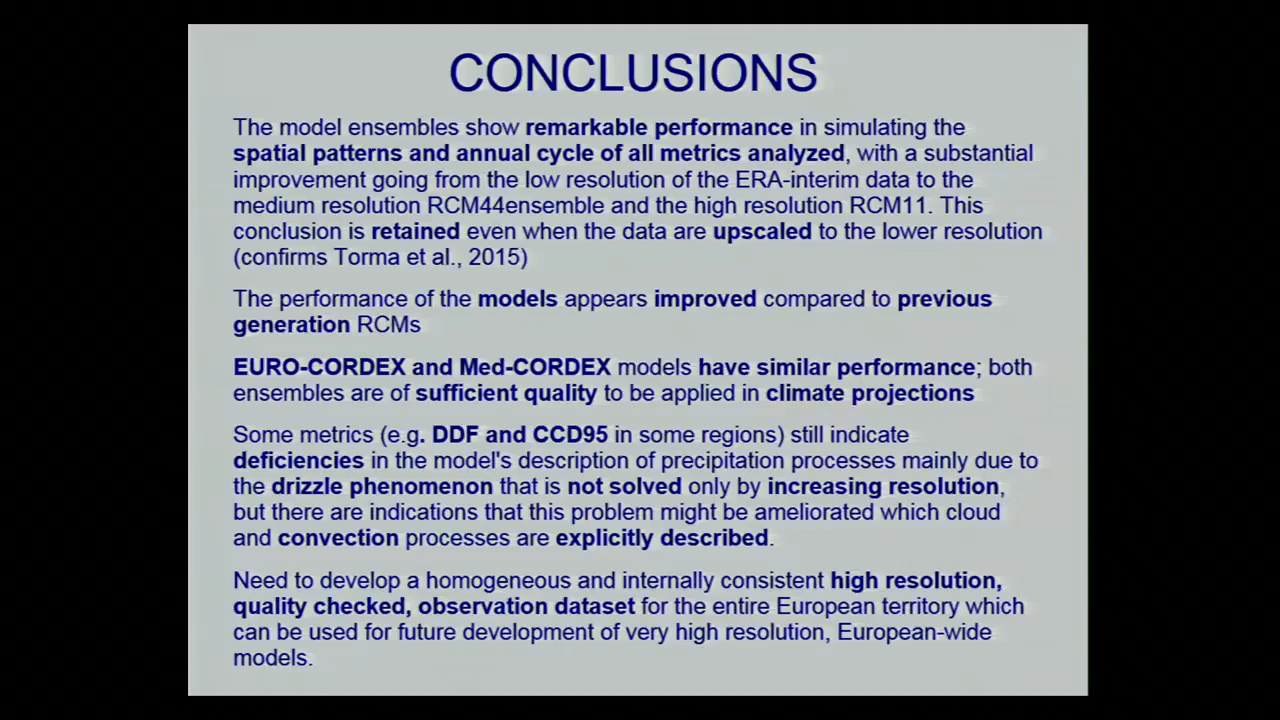 CONCLUSIONS
The model ensembles show remarkable performance in simulating the
spatial patterns and annual cycle of all metrics analyzed, with a substantial
improvement going from the low resolution of the ERA-interim data to the
medium resolution RCM44ensemble and the high resolution RCM11. This
conclusion is retained even when the data are upscaled to the lower resolution
(confirms Torma et al., 2015)
The performance of the models appears improved compared to previous
generation RCMs
EURO-CORDEX and Med-CORDEX models have similar performance; both
ensembles are of sufficient quality to be applied in climate projections
Some metrics (e.g. DDF and CCD95 in some regions) still indicate
deficiencies in the model's description of precipitation processes mainly due to
the drizzle phenomenon that is not solved only by increasing resolution,
but there are indications that this problem might be ameliorated which cloud
and convection processes are explicitly described.
Need to develop a homogeneous and internally consistent high resolution,
quality checked, observation dataset for the entire European territory which
can be used for future development of very high resolution, European-wide
models.